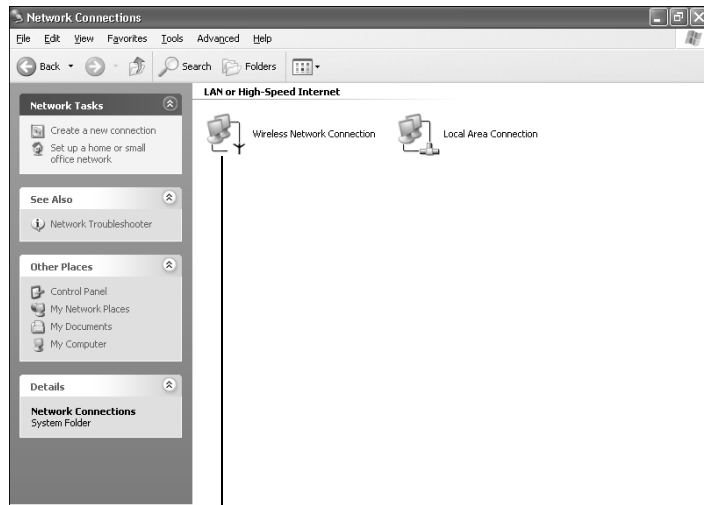 Network Connections
File Edit View Favorites Tools Advanced Help
Back Search Folders
Network Tasks
Create a new connection
Set up a home or small
office network
See Also
Network Troubleshooter
Other Places
Control Panel
My Network Places
My Documents
My Computer
Details
Network Connections
System Folder
LAN or High-Speed Internet
Wireless Network Connection
Local Area Connection